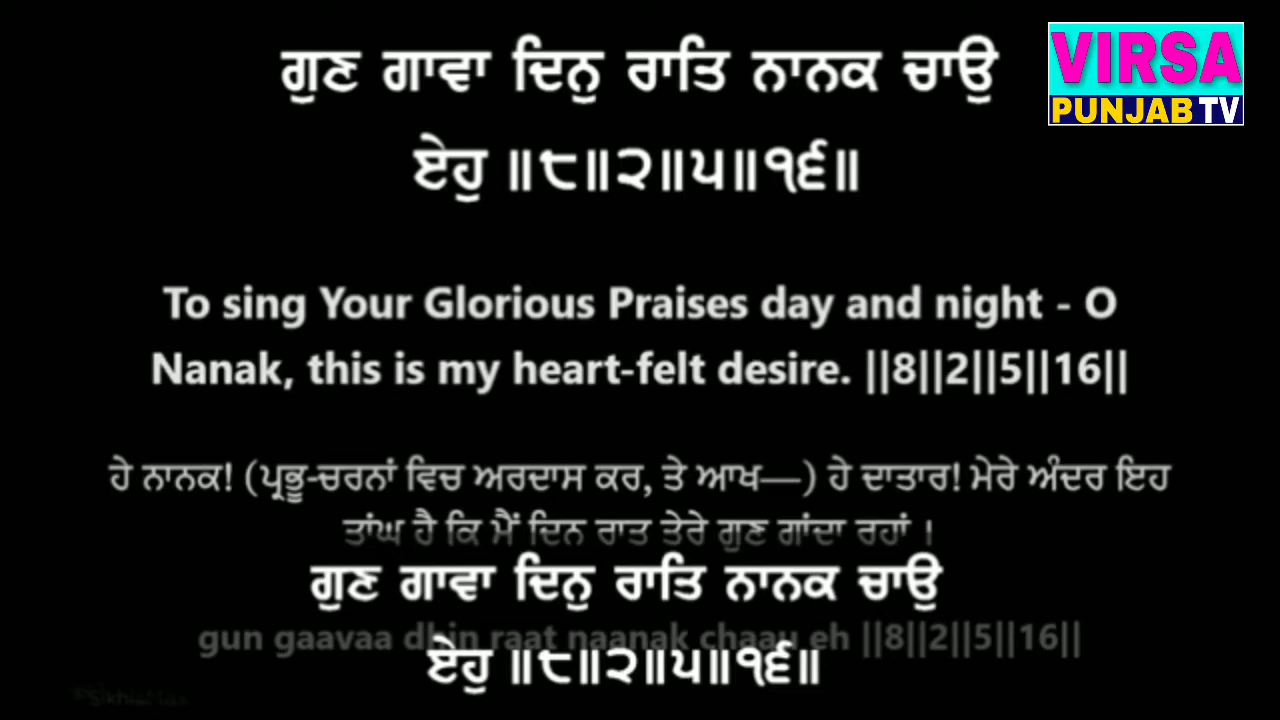 ਗੁਣ ਗਾਵਾ ਦਿਨੁ ਰਾਤਿ ਨਾਨਕ ਚਾਉ
ਏਹੁ ॥੮॥੨॥੫॥੧੬॥
VIRSA
PUNJAB TV
To sing Your Glorious Praises day and night - O
Nanak, this is my heart-felt desire. ||8||2||5||16||
ਹੇ ਨਾਨਕ! (ਪ੍ਰਭੂ-ਚਰਨਾਂ ਵਿਚ ਅਰਦਾਸ ਕਰ, ਤੇ ਆਖ—) ਹੇ ਦਾਤਾਰ! ਮੇਰੇ ਅੰਦਰ ਇਹ
ਤਾਂਘ ਹੈ ਕਿ ਮੈਂ ਦਿਨ ਰਾਤ ਤੇਰੇ ਗੁਣ ਗਾਂਦਾ ਰਹਾਂ ।
ਗੁਣ ਗਾਵਾ ਦਿਨੁ ਰਾਤਿ ਨਾਨਕ ਚਾਉ
gun gaavaa dhin raat naanak chaau eh ||8||2||5||16||
ਏਹੁ ॥੮॥੨॥੫॥੧੬॥